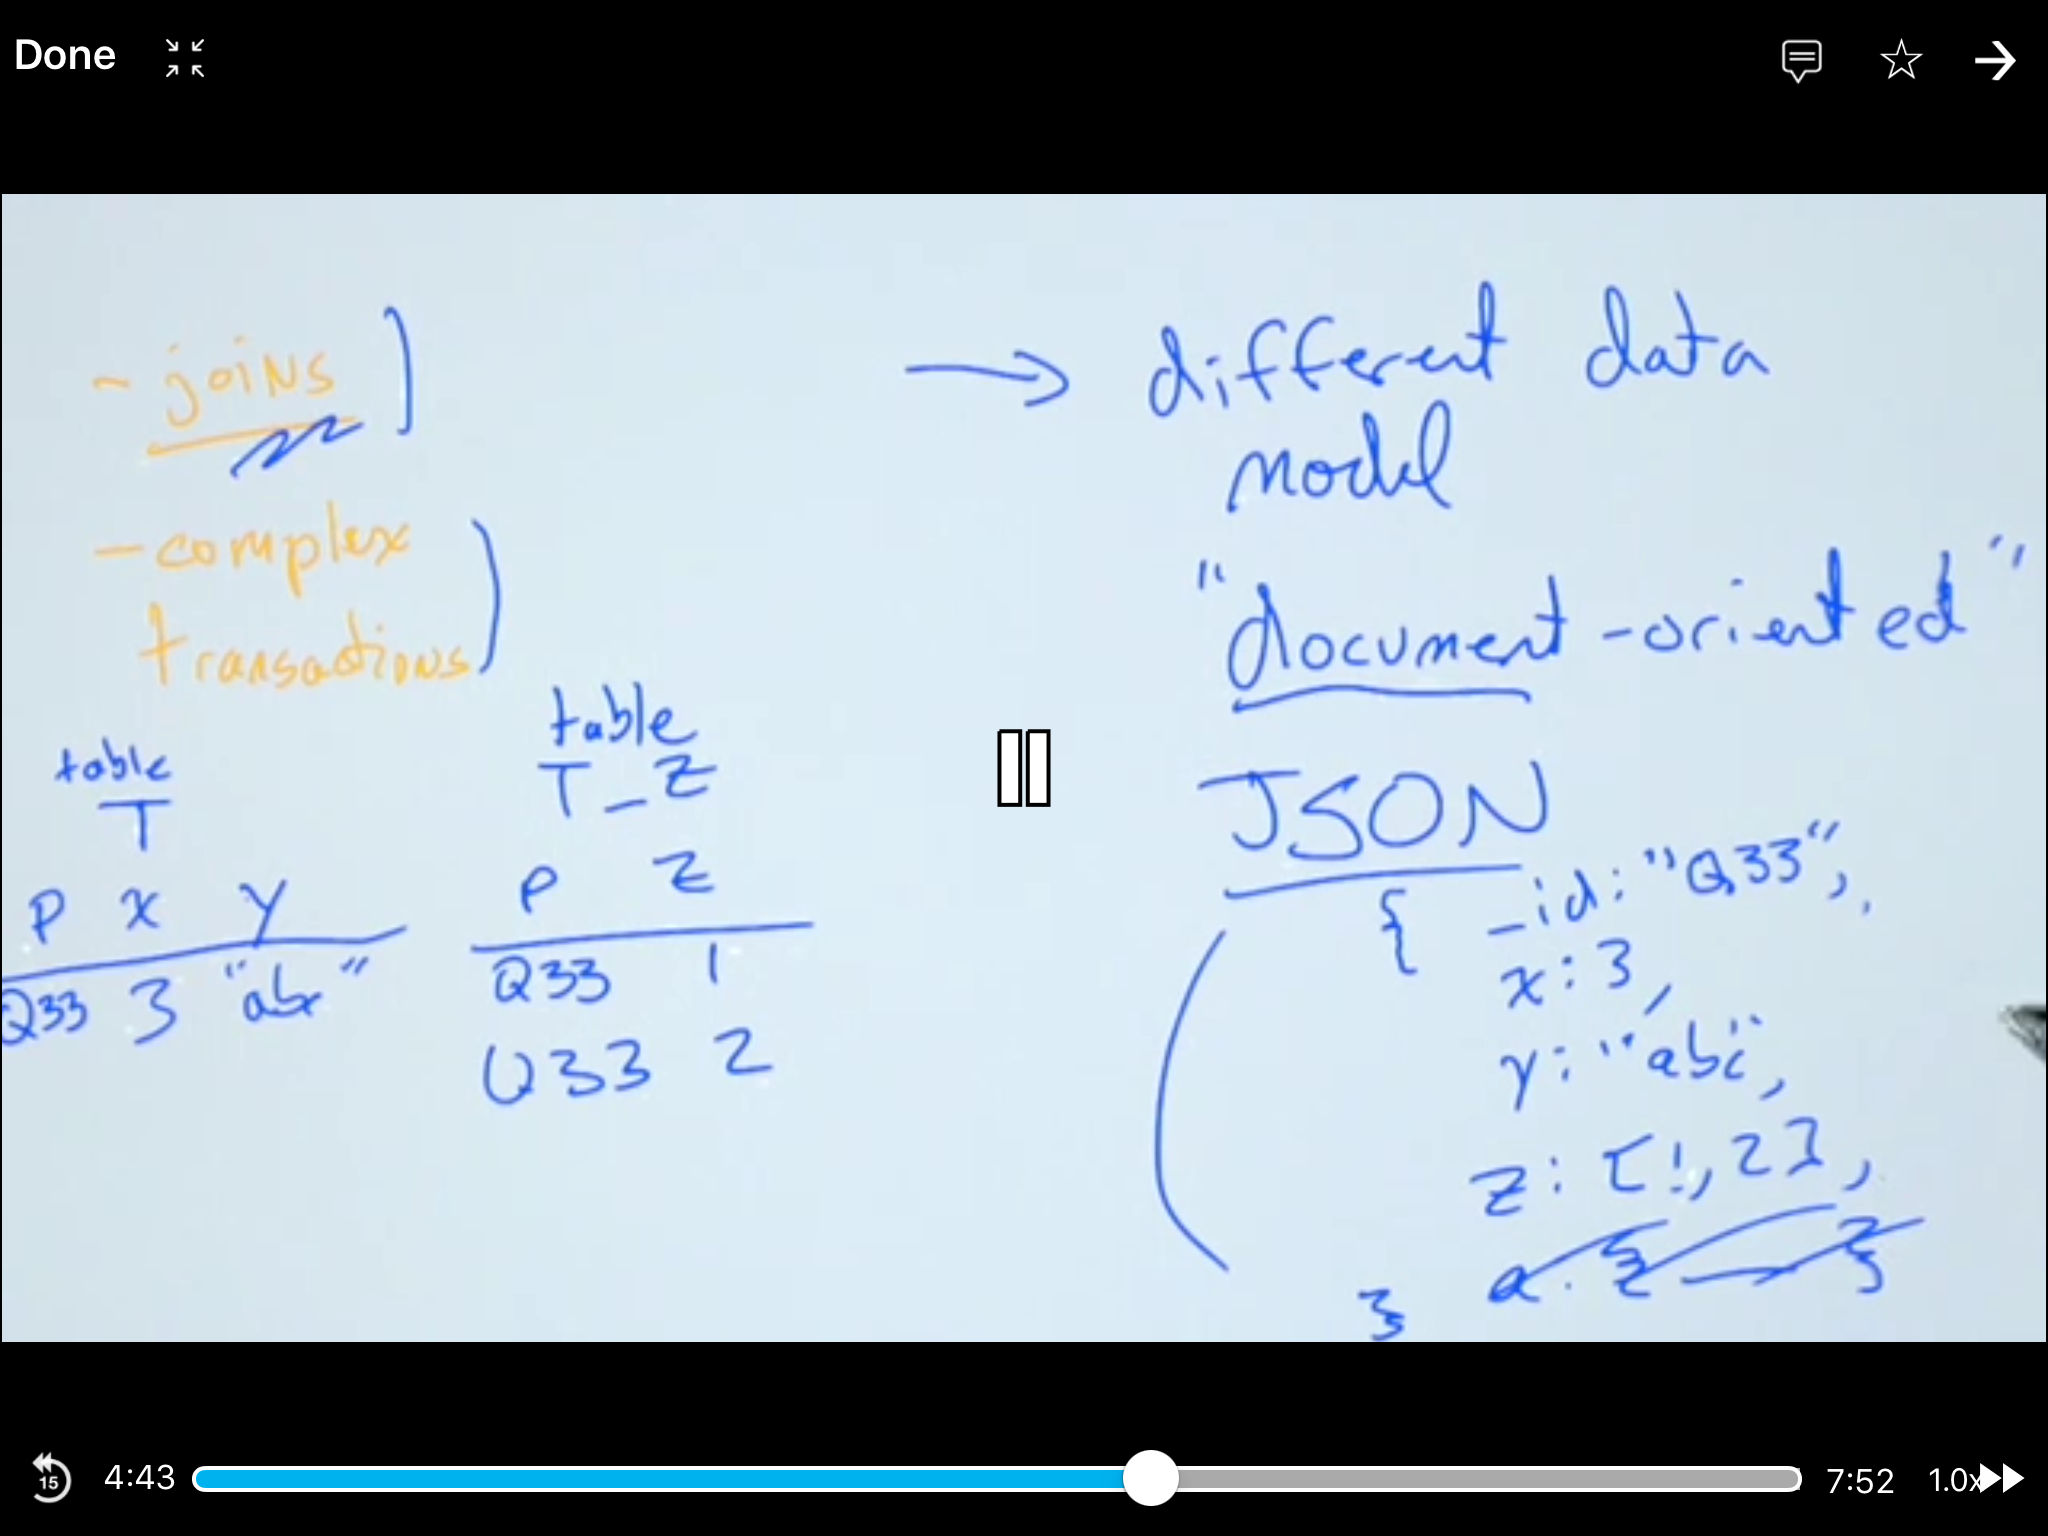 Done
- joins
- complex
transactions
table
T
P x y
Q33 3 "abc"
table
T_Z
P Z
Q33 1
Q33 2
→ different data
model
"document-oriented"
JSON
{ _id: "Q33",
x: 3,
y: "abc",
z: [1, 2],
a: { }
}
15
4:43
7:52
1.0x